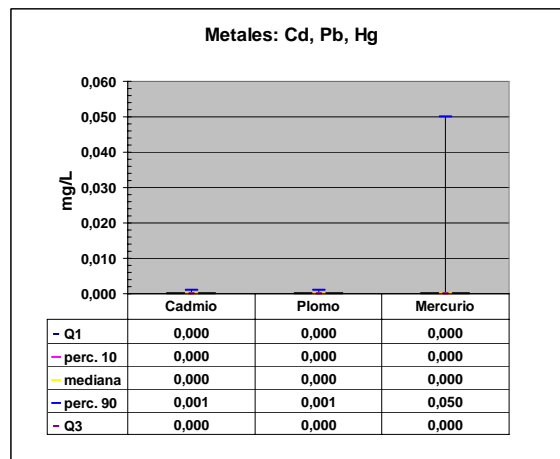 Metales: Cd, Pb, Hg
mg/L
0,060
0,050
0,040
0,030
0,020
0,010
0,000
Cadmio Plomo Mercurio
Q1 0,000 0,000 0,000
perc. 10 0,000 0,000 0,000
mediana 0,000 0,000 0,000
perc. 90 0,001 0,001 0,050
Q3 0,000 0,000 0,000